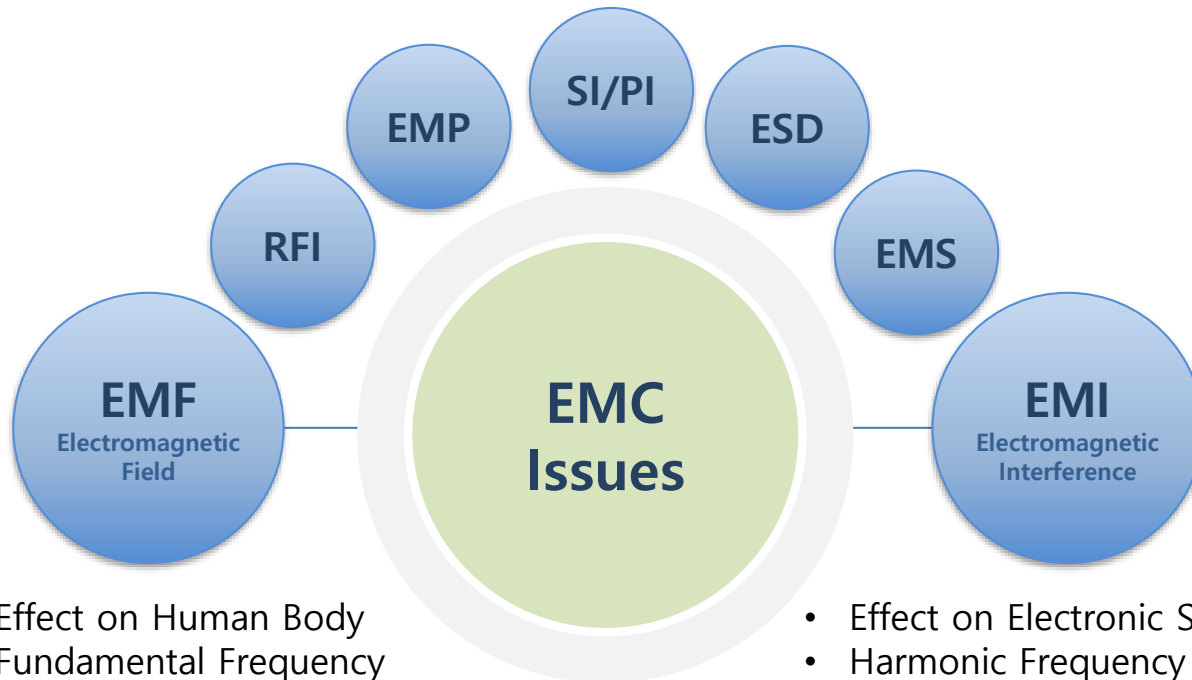 SI/PI
EMP
ESD
RFI
EMS
EMF
Electromagnetic
Field
EMC
Issues
EMI
Electromagnetic
Interference
Effect on Human Body
Fundamental Frequency
• Effect on Electronic
• Harmonic Frequency